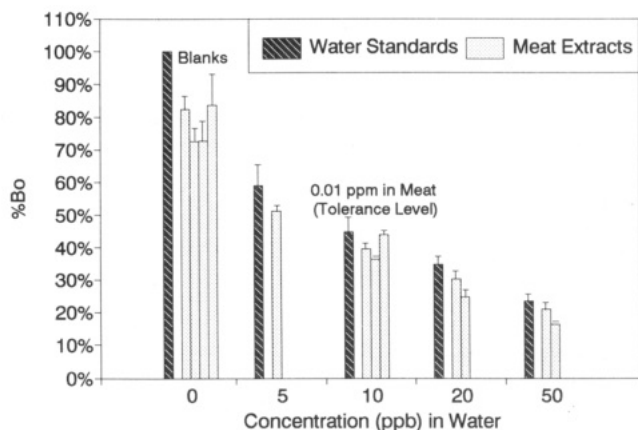 110%
100%
90%
80%
70%
60%
50%
40%
30%
20%
10%
0%
%Bo
Water Standards Meat Extracts
Blanks
0.01 ppm in Meat
(Tolerance Level)
0 5 10 20 50
Concentration (ppb) in Water